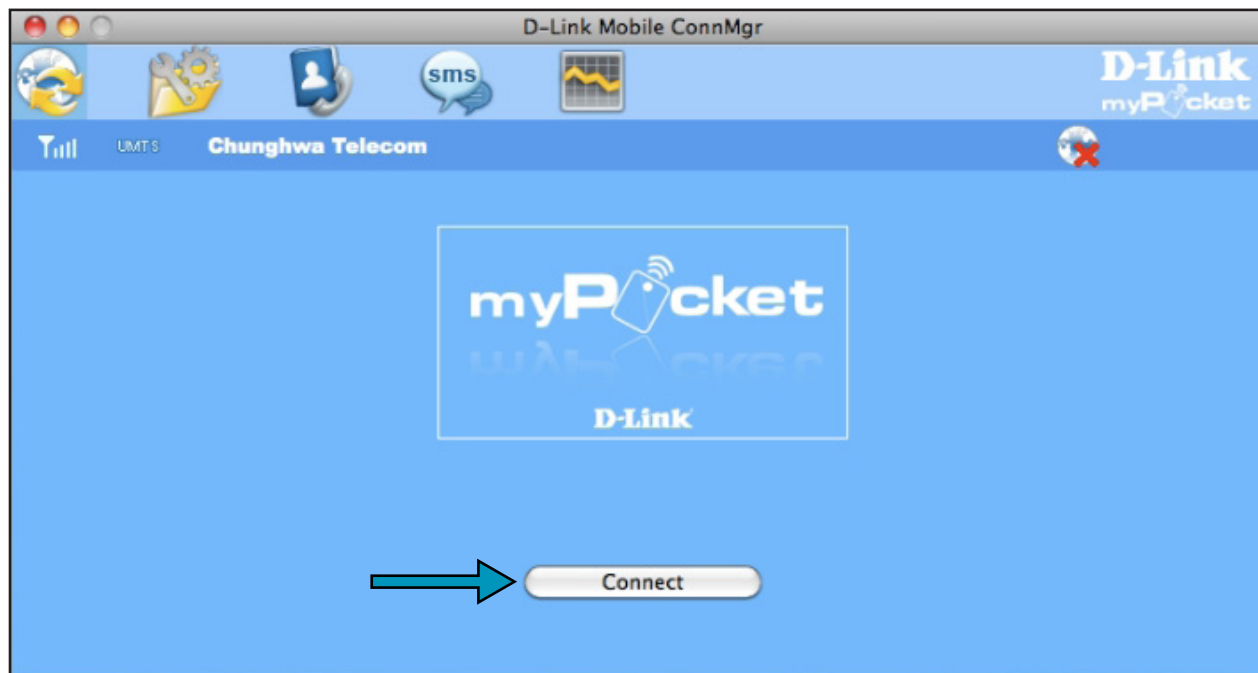 D-Link Mobile ConnMgr
sms
D-Link
myPocket
UMTS
Chunghwa Telecom
myPocket
D-Link
Connect